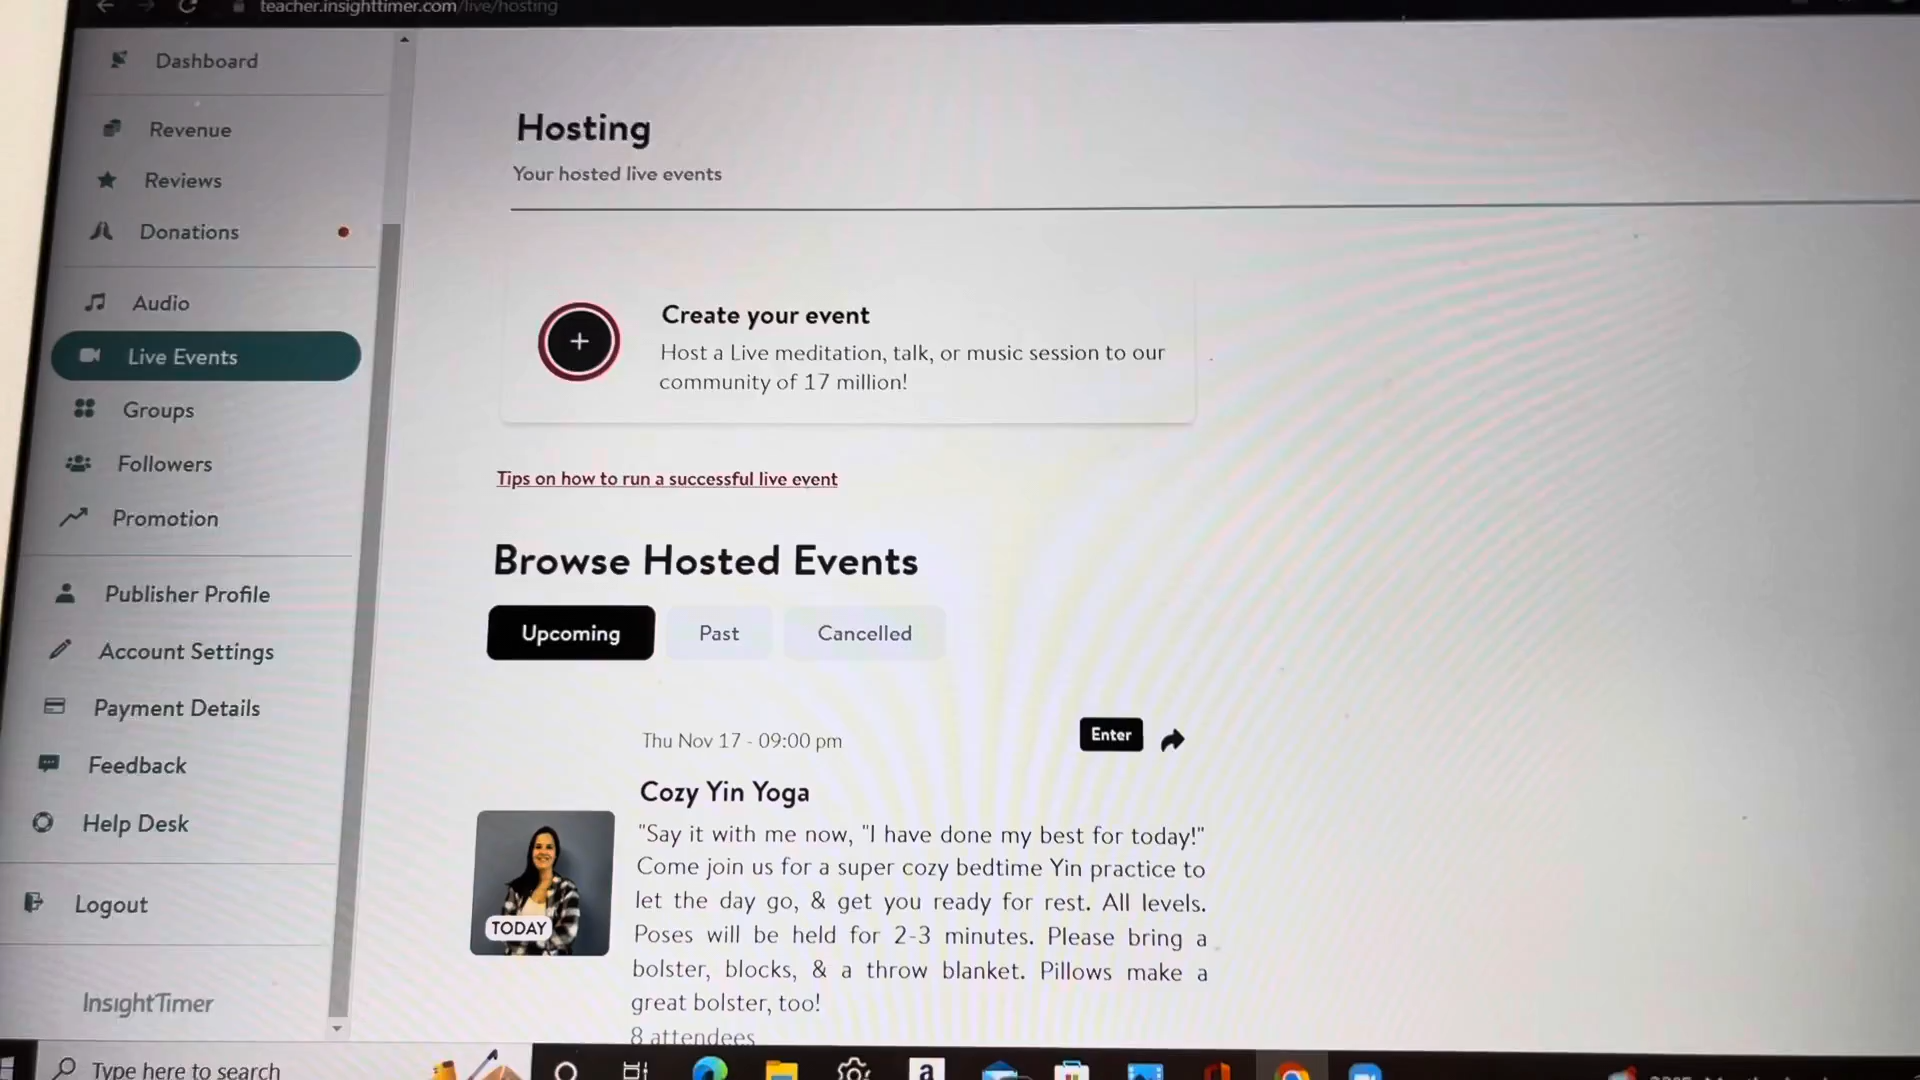 teacher.insighttimer.com/live/hosting
Dashboard
Revenue
Reviews
Donations
Audio
Live Events
Groups
Followers
Promotion
Publisher Profile
Account Settings
Payment Details
Feedback
Help Desk
Logout
InsightTimer
Hosting
Your hosted live events
Create your event
Host a Live meditation, talk, or music session to our
community of 17 million!
Tips on how to run a successful live event
Browse Hosted Events
Upcoming
Past
Cancelled
Thu Nov 17 - 09:00 pm
Enter
Cozy Yin Yoga
"Say it with me now, "I have done my best for today!"
Come join us for a super cozy bedtime Yin practice to
let the day go, & get you ready for rest. All levels.
Poses will be held for 2-3 minutes. Please bring a
bolster, blocks, & a throw blanket. Pillows make a
great bolster, too!
8 attendees
TODAY
Type here to search
a